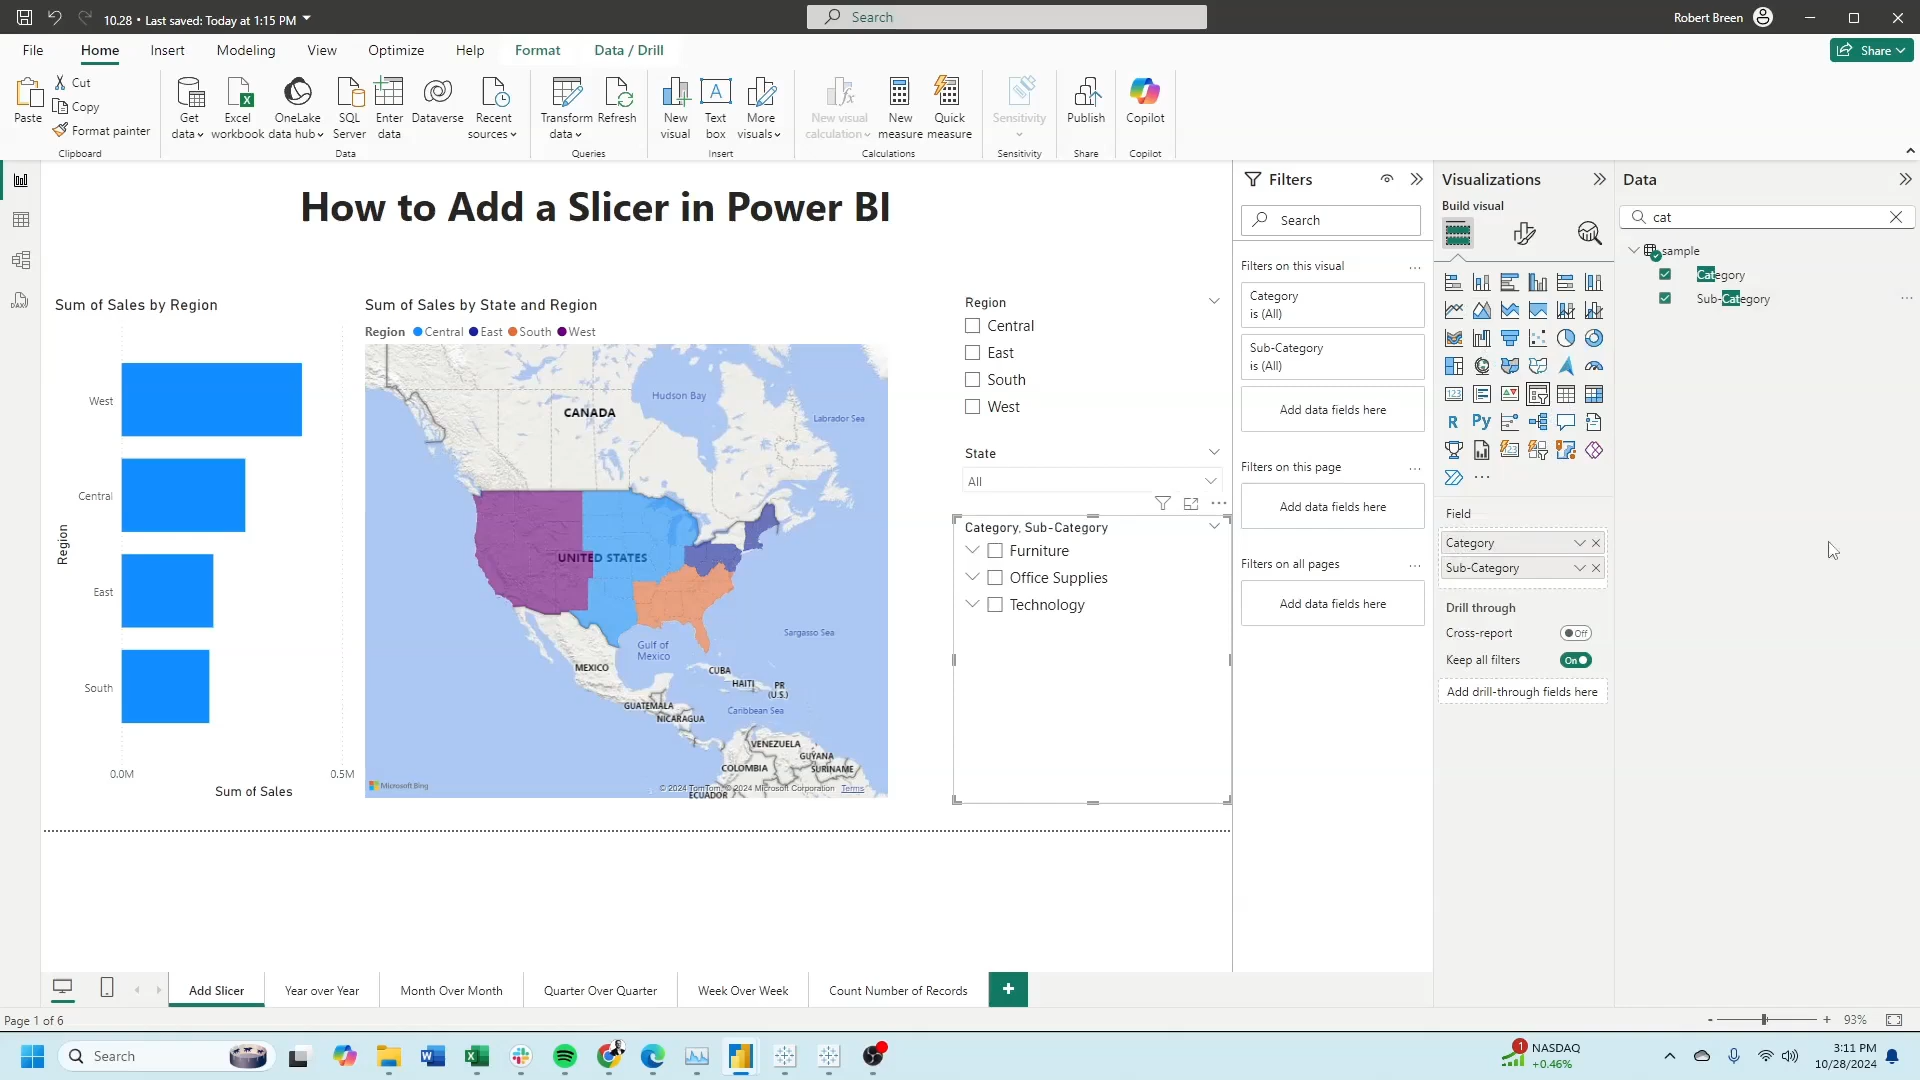 10.28 • Last saved: Today at 1:15 PM
Search
Robert Breen
File Home Insert Modeling View Optimize Help Format Data / Drill
Share
Paste
Cut
Copy
Format painter
Clipboard
Get data
Excel workbook
OneLake data hub
SQL Server
Enter data
Dataverse
Recent sources
Data
Transform data
Refresh
Queries
New visual
Text box
More visuals
Insert
New visual calculation
New measure
Quick measure
Calculations
Sensitivity
Sensitivity
Publish
Share
Copilot
Copilot
How to Add a Slicer in Power BI
Sum of Sales by Region
West
Central
East
South
Region
0.0M 0.5M
Sum of Sales
Sum of Sales by State and Region
Region Central East South West
Hudson Bay
CANADA
Labrador Sea
UNITED STATES
Sargasso Sea
Gulf of
Mexico
MEXICO
CUBA
HAITI
PR
(U.S.)
GUATEMALA
Caribbean Sea
NICARAGUA
VENEZUELA
GUYANA
COLOMBIA
SURINAME
Microsoft Bing
© 2024 TomTom, © 2024 Microsoft Corporation Terms
ECUADOR
Region
Central
East
South
West
State
All
Category, Sub-Category
Furniture
Office Supplies
Technology
Filters
Search
Filters on this visual
Category
is (All)
Sub-Category
is (All)
Add data fields here
Filters on this page
Add data fields here
Filters on all pages
Add data fields here
Visualizations
Build visual
123
R Py
123
Field
Category
Sub-Category
Drill through
Cross-report Off
Keep all filters On
Add drill-through fields here
Data
cat
sample
Category
Sub-Category
DAX
Add Slicer
Year over Year
Month Over Month
Quarter Over Quarter
Week Over Week
Count Number of Records
+
Page 1 of 6
- + 93%
Search
1
NASDAQ
+0.46%
3:11 PM
10/28/2024